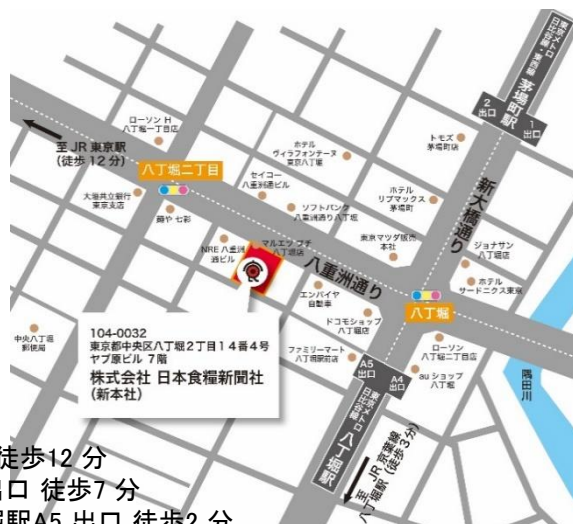 東京メトロ
日比谷線・東西線
茅場町駅
2
出口
1
出口
ローソン H
八丁堀一丁目店
至 JR 東京駅
(徒歩 12 分)
八丁堀二丁目
ホテル
ヴィラフォンテーヌ
東京八丁堀
トモズ
茅場町店
セイコー
八重洲通ビル
大垣共立銀行
東京支店
麺や 七彩
ソフトバンク
八重洲通り八丁堀
ホテル
リブマックス
茅場町
新大橋通り
NRE 八重洲
通ビル
マルエツ プチ
八丁堀店
八重洲通り
東京マツダ販売
本社
ジョナサン
八丁堀店
ホテル
サードニクス東京
エンパイヤ
自動車
八丁堀
ドコモショップ
八丁堀店
ローソン
八丁堀二丁目店
ファミリーマート
八丁堀駅前店
au ショップ
八丁堀
隅田川
中央八丁堀
郵便局
104-0032
東京都中央区八丁堀2丁目14番4号
ヤブ原ビル 7階
株式会社 日本食糧新聞社
(新本社)
A5
出口
A4
出口
東京メトロ
日比谷線
八丁堀駅
至 JR 京葉線
八丁堀駅 (徒歩3分)
徒歩12 分
出口 徒歩7 分
駅A5 出口 徒歩2 分